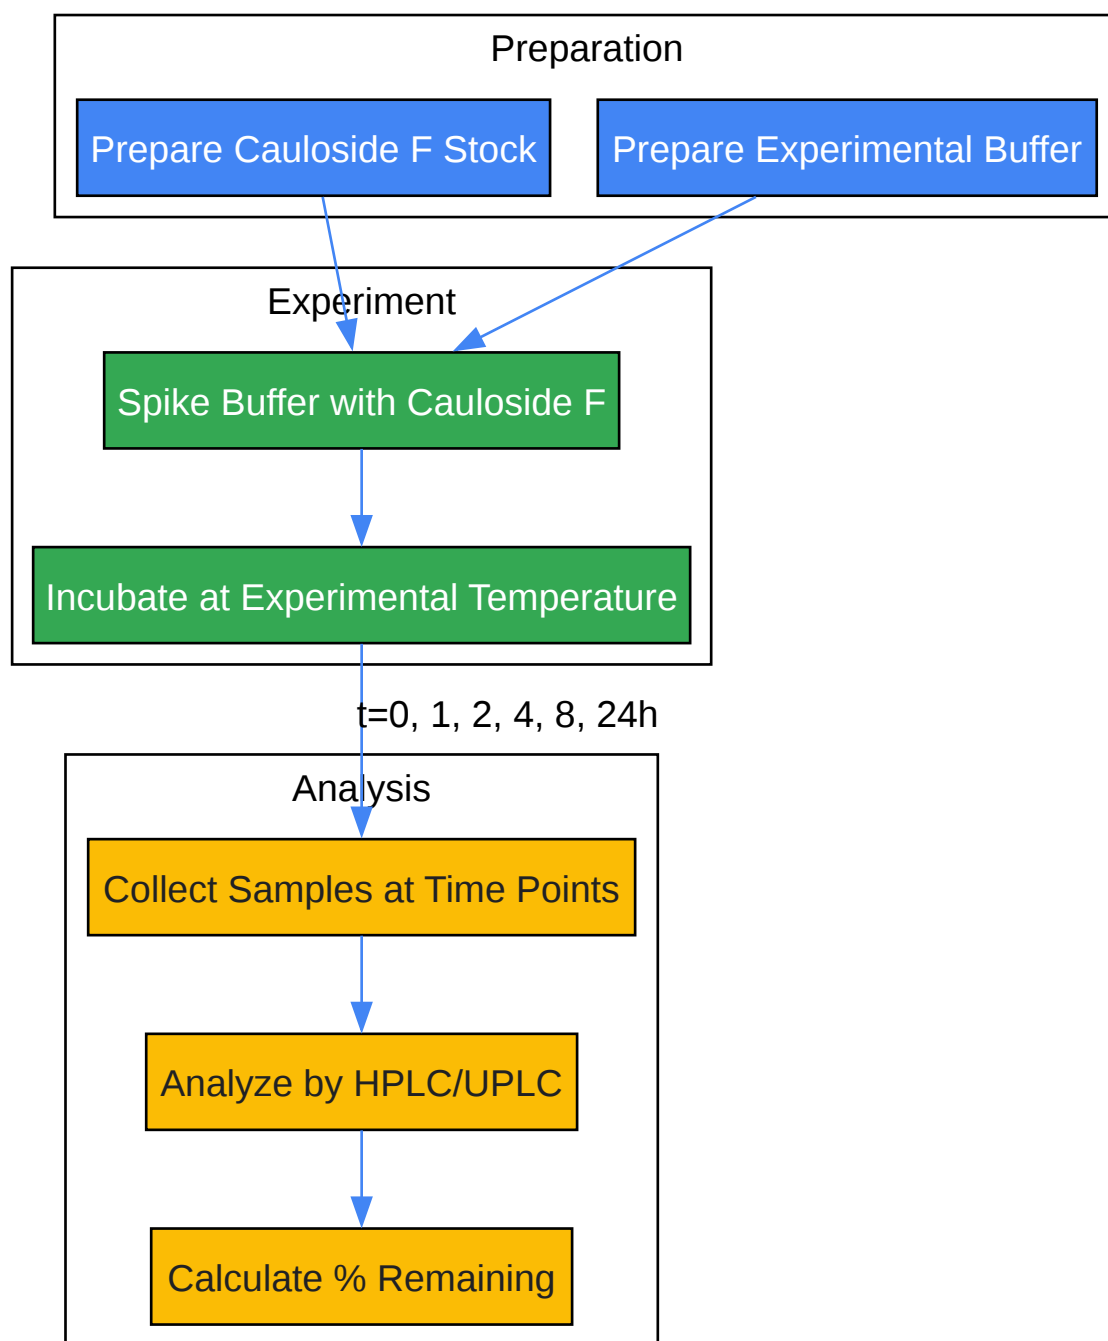 Preparation
Prepare Cauloside F Stock
Prepare Experimental Buffer
Experiment
Spike Buffer with Cauloside F
Incubate at Experimental Temperature
t=0, 1, 2, 4, 8, 24h
Analysis
Collect Samples at Time Points
Analyze by HPLC/UPLC
Calculate % Remaining